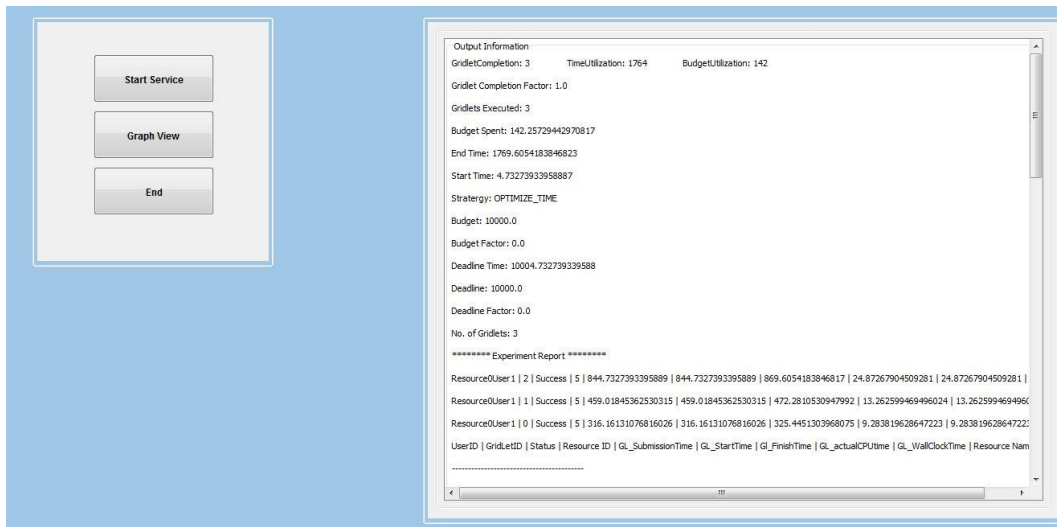 Start Service
Graph View
End
Output Information
GridletCompletion: 3 TimeUtilization: 1764 BudgetUtilization: 142
Gridlet Completion Factor: 1.0
Gridlets Executed: 3
Budget Spent: 142.25729442970817
End Time: 1769.6054183846823
Start Time: 4.73273933958887
Stratergy: OPTIMIZE_TIME
Budget: 10000.0
Budget Factor: 0.0
Deadline Time: 10004.732739339588
Deadline: 10000.0
Deadline Factor: 0.0
No. of Gridlets: 3
******** Experiment Report ********
Resource0User1 | 2 | Success | 5 | 844.7327393395889 | 844.7327393395889 | 869.6054183846817 | 24.87267904509281 | 24.87267904509281 |
Resource0User1 | 1 | Success | 5 | 459.01845362530315 | 459.01845362530315 | 472.2810530947992 | 13.262599469496024 | 13.2625994694960
Resource0User1 | 0 | Success | 5 | 316.16131076816026 | 316.16131076816026 | 325.4451303968075 | 9.283819628647223 | 9.283819628647223
UserID | GridLetID | Status | Resource ID | GL_SubmissionTime | GL_StartTime | Gl_FinishTime | GL_actualCPUtime | GL_WallClockTime | Resource Nam
-----------------------------------------